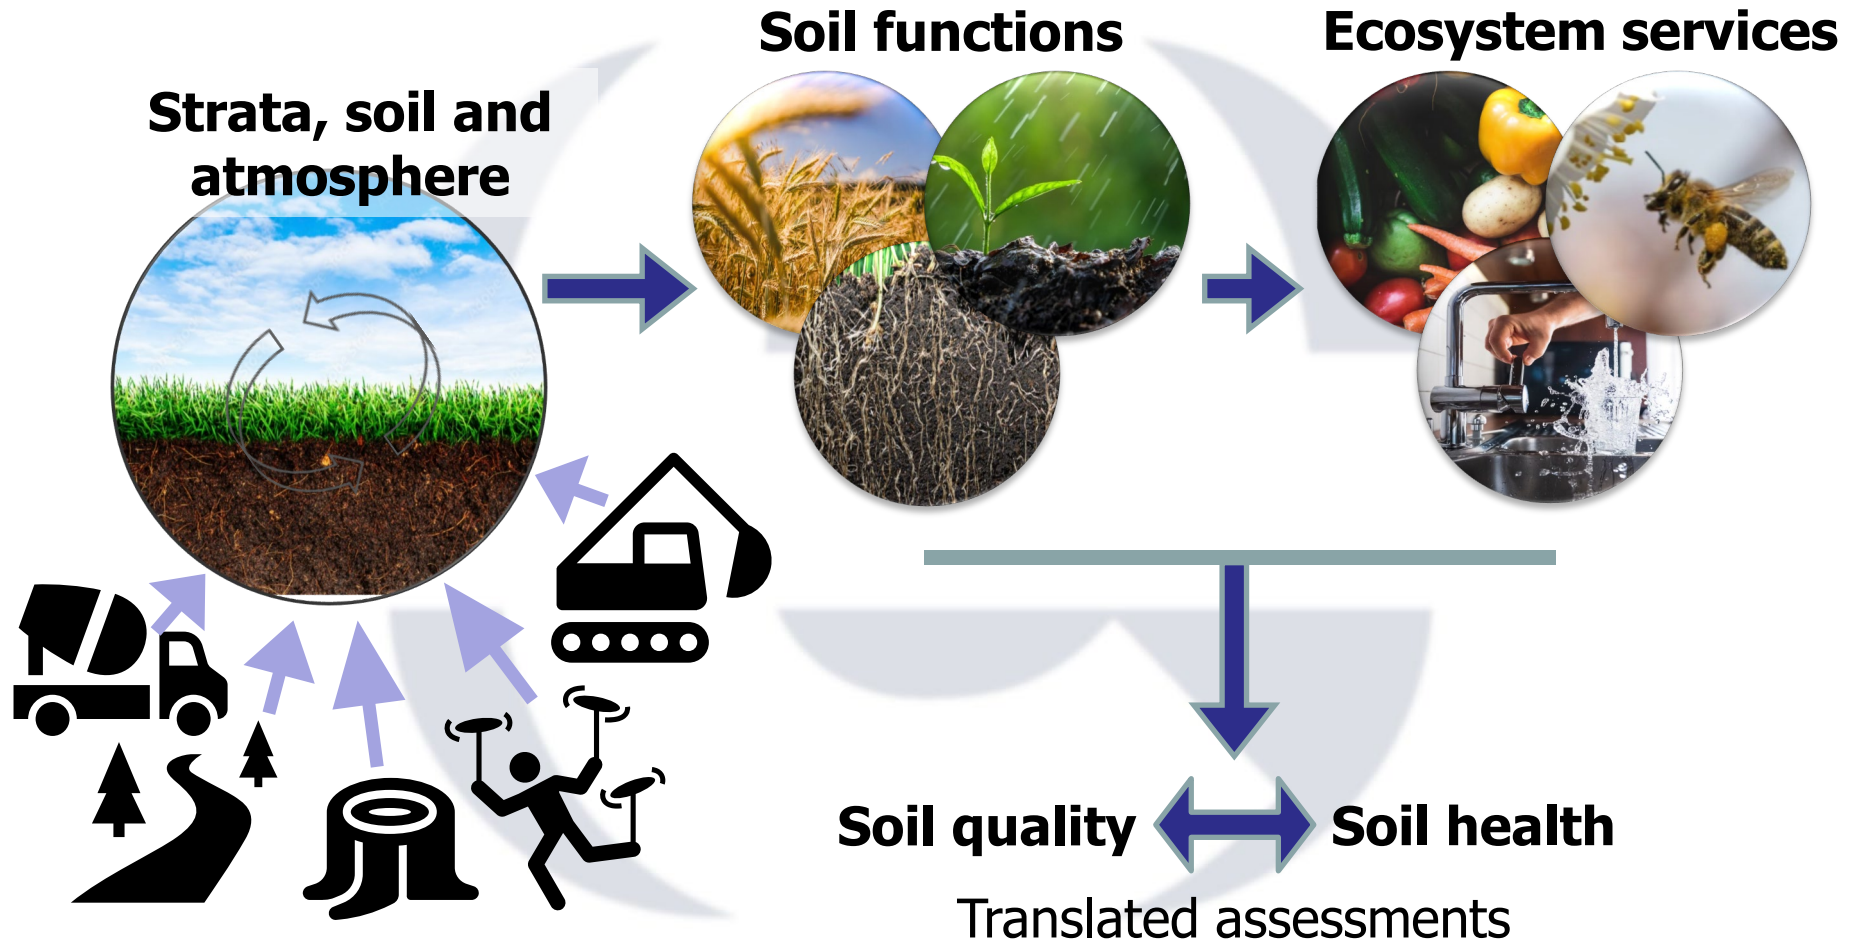 Strata, soil and
atmosphere
Soil functions
Ecosystem services
Soil quality
Soil health
Translated assessments